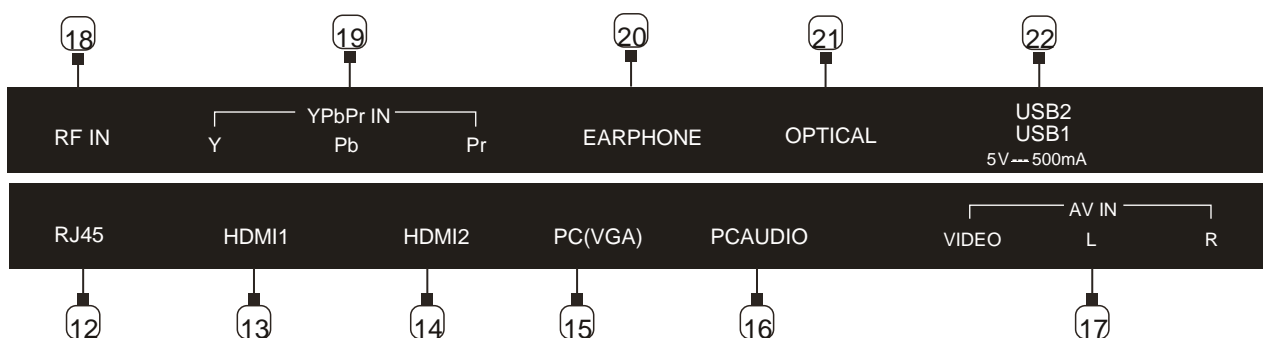 18 19 20 21 22
YPbPr IN
RF IN Y Pb Pr EARPHONE OPTICAL
USB2
USB1
5V---500mA
AV IN
RJ45 HDMI1 HDMI2 PC(VGA) PCAUDIO VIDEO L R
12 13 14 15 16 17